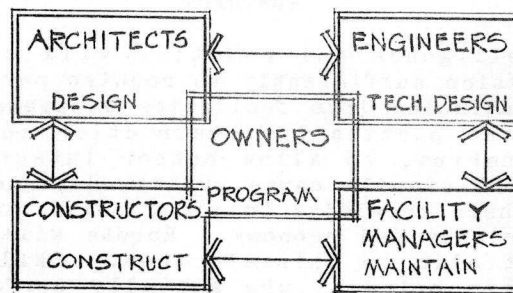 ARCHITECTS
DESIGN
ENGINEERS
TECH. DESIGN
OWNERS
PROGRAM
CONSTRUCTORS
CONSTRUCT
FACILITY
MANAGERS
MAINTAIN